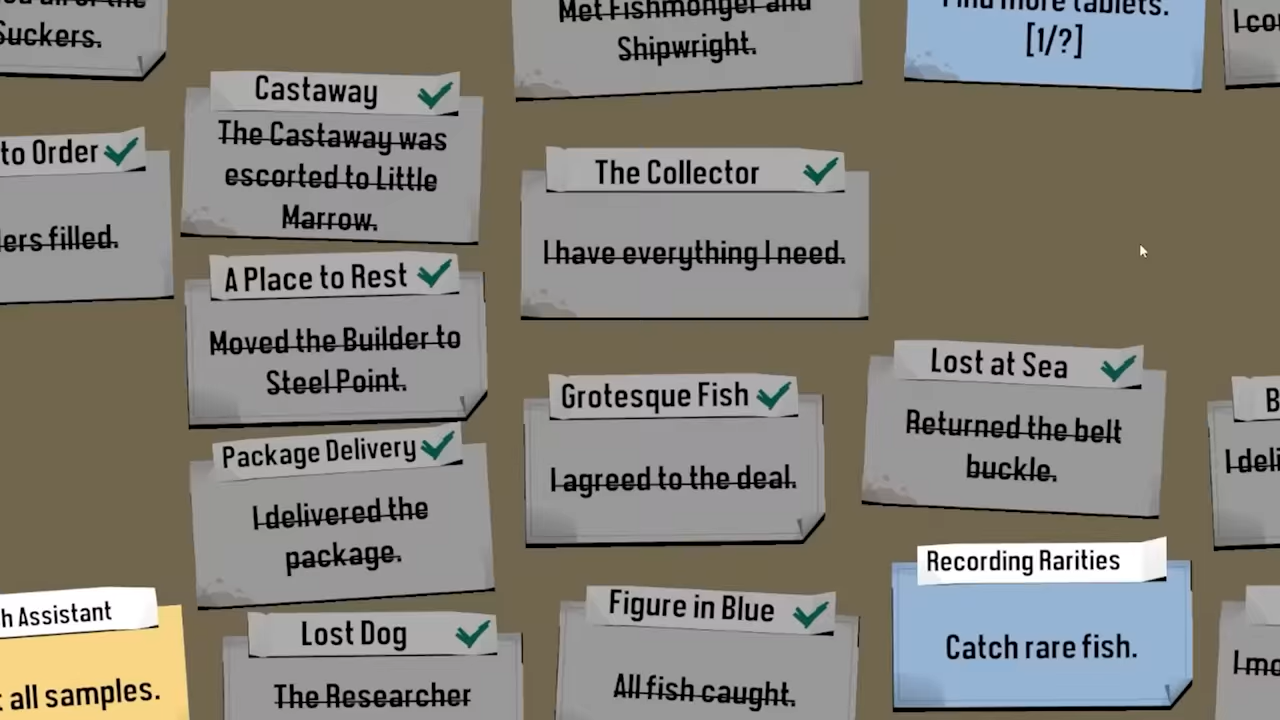 Suckers.
to Order
filled.
h Assistant
all samples.
Castaway
The Castaway was
escorted to Little
Marrow.
A Place to Rest
Moved the Builder to
Steel Point.
Package Delivery
I delivered the
package.
Lost Dog
The Researcher
Met Fishmonger and
Shipwright.
The Collector
I have everything I need.
Grotesque Fish
I agreed to the deal.
Figure in Blue
All fish caught.
Find more tablets.
[1/?]
Lost at Sea
Returned the belt
buckle.
Recording Rarities
Catch rare fish.